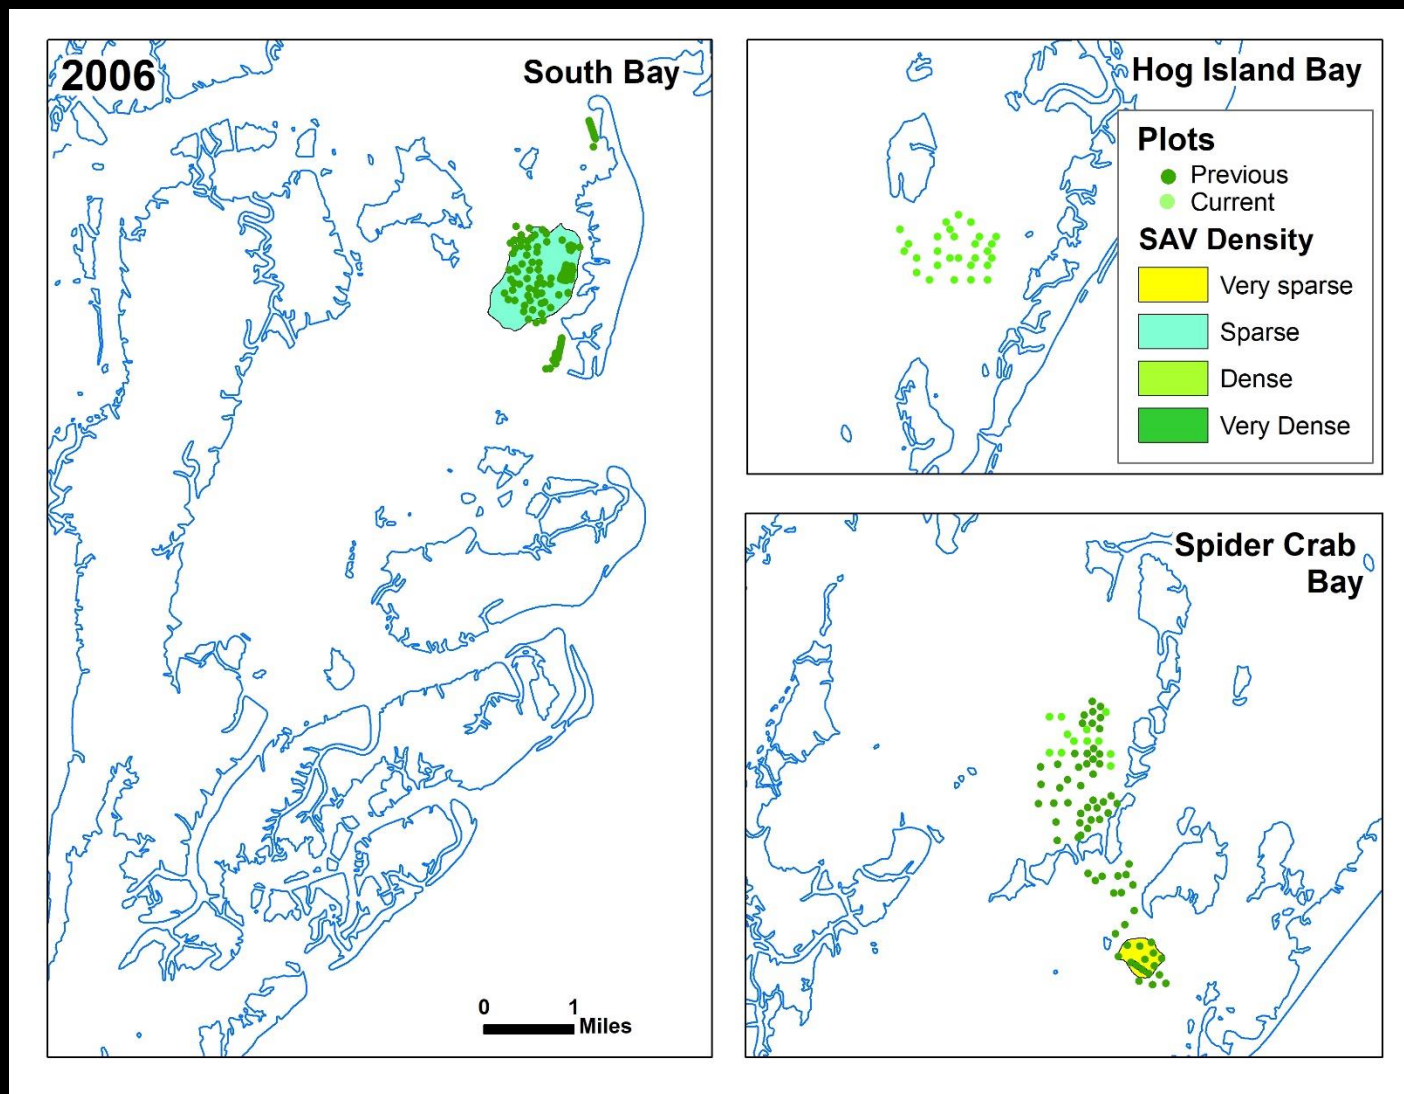 2006
South Bay
0 1
Miles
Hog Island Bay
Plots
Previous
Current
SAV Density
Very sparse
Sparse
Dense
Very Dense
Spider Crab
Bay